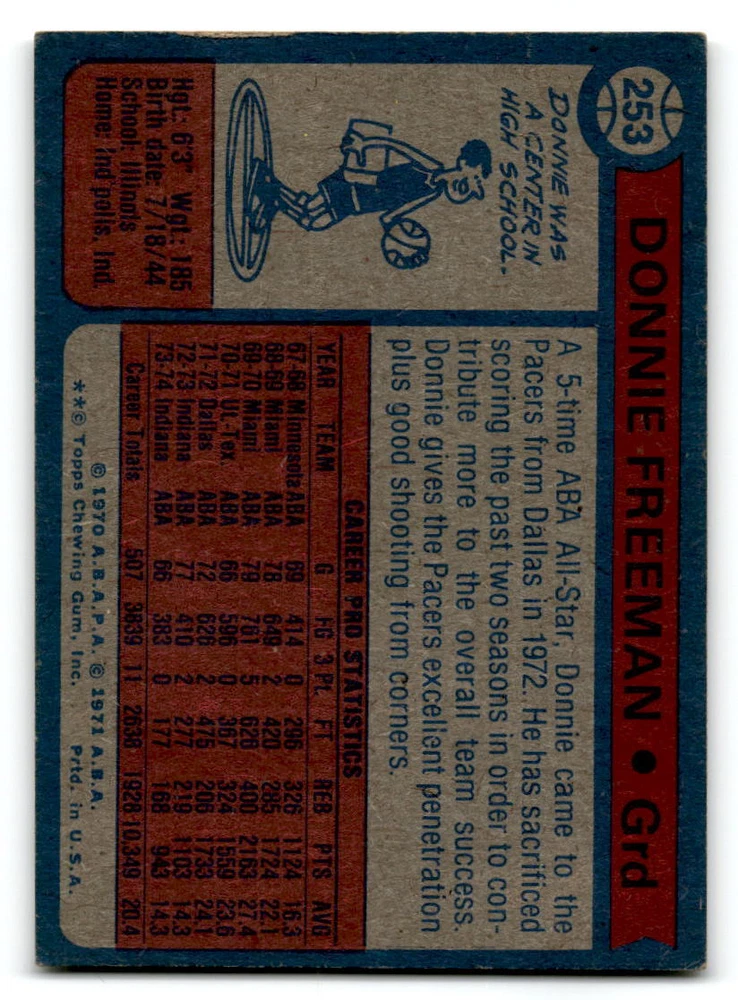 253
DONNIE FREEMAN • Grd
DONNIE WAS
A CENTER IN
HIGH SCHOOL.
Hgt: 6'3" Wgt.: 185
Birth date: 7/18/44
School, Illinois
Home: Ind'polis, Ind.
A 5-time ABA All-Star, Donnie came to the
Pacers from Dallas in 1972. He has sacrificed
scoring the past two seasons in order to con-
tribute more to the overall team success.
Donnie gives the Pacers excellent penetration
plus good shooting from corners.
CAREER PRO STATISTICS
YEAR TEAM G FG 3 PL FT REB PTS AVG
67-68 Minnesota ABA 69 414 0 296 326 1124 16.3
68-69 Miami ABA 78 649 2 420 285 1724 22.1
69-70 Miami ABA 79 761 5 626 400 2163 27.4
70-71 Ut.-Tex. ABA 66 596 0 367 324 1559 23.6
71-72 Dallas ABA 72 626 2 475 206 1733 24.1
72-73 Indiana ABA 77 410 2 277 219 1103 14.3
73-74 Indiana ABA 66 383 0 177 168 943 14.3
Career Totals 507 3839 11 2638 1928 10,349 20.4
© 1970 A.B.A.P.A. © 1971 A.B.A.
**© Topps Chewing Gum, Inc. Prtd. in U.S.A.